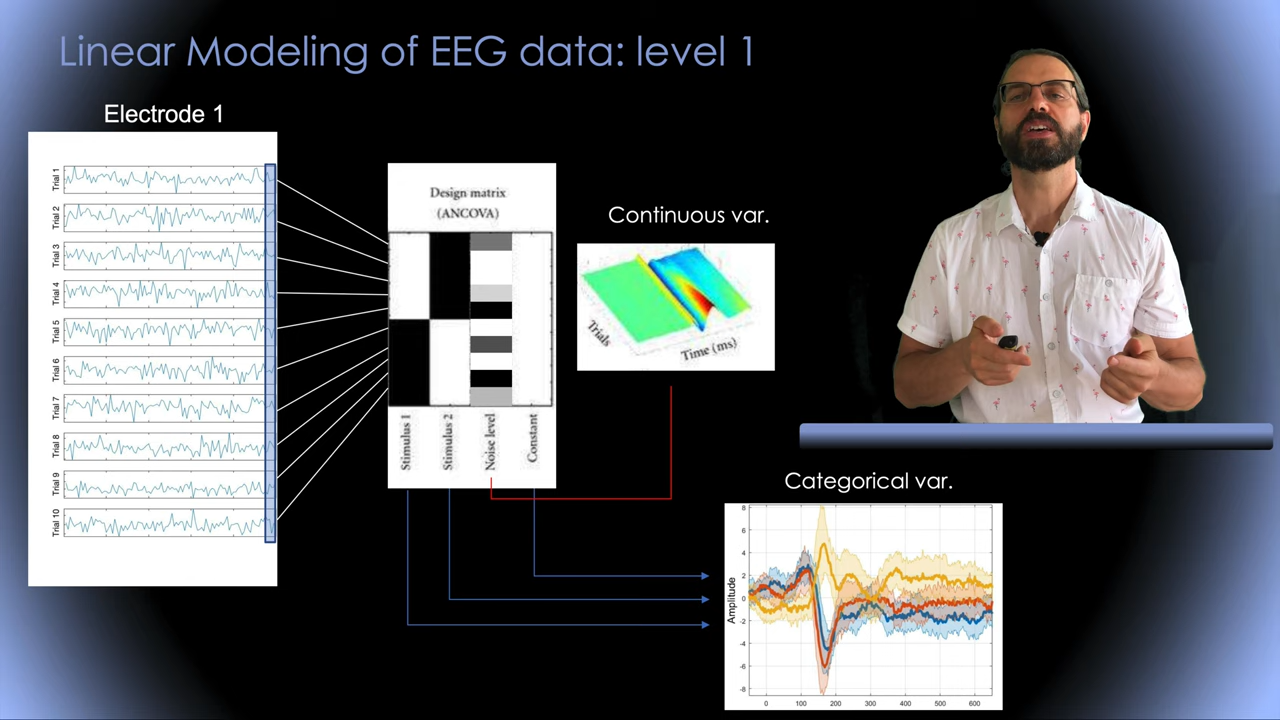 Linear Modeling of EEG data: level 1
Electrode 1
Trial 1
Trial 2
Trial 3
Trial 4
Trial 5
Trial 6
Trial 7
Trial 8
Trial 9
Trial 10
Design matrix
(ANCOVA)
Stimulus 1
Stimulus 2
Noise level
Constant
Continuous var.
Trials
Time (ms)
Categorical var.
Amplitude
8
6
4
2
0
-2
-4
-6
-8
0
100
200
300
400
500
600